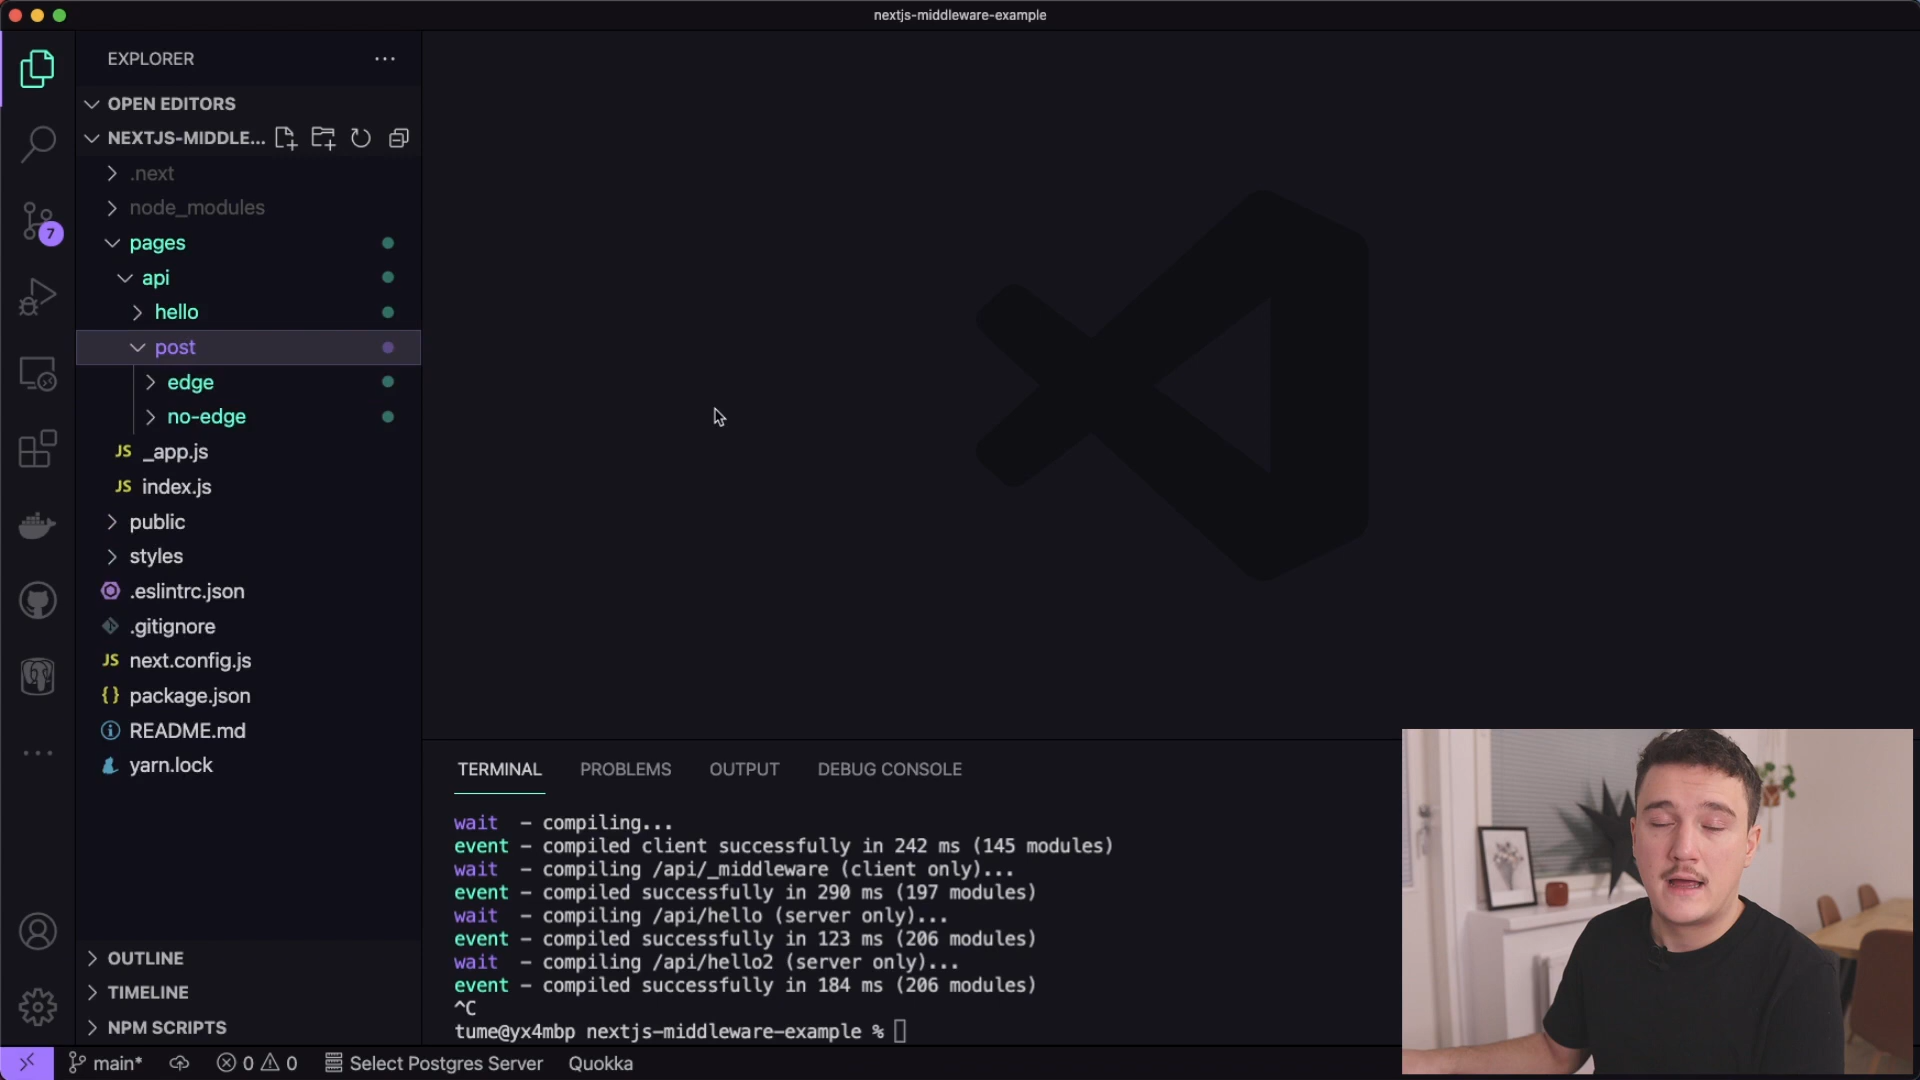 nextjs-middleware-example
EXPLORER
OPEN EDITORS
NEXTJS-MIDDLE...
.next
node_modules
pages
api
hello
post
edge
no-edge
JS _app.js
JS index.js
public
styles
.eslintrc.json
.gitignore
JS next.config.js
{} package.json
README.md
yarn.lock
7
OUTLINE
TIMELINE
NPM SCRIPTS
TERMINAL PROBLEMS OUTPUT DEBUG CONSOLE
wait – compiling...
event – compiled client successfully in 242 ms (145 modules)
wait – compiling /api/_middleware (client only)...
event – compiled successfully in 290 ms (197 modules)
wait – compiling /api/hello (server only)...
event – compiled successfully in 123 ms (206 modules)
wait – compiling /api/hello2 (server only)...
event – compiled successfully in 184 ms (206 modules)
^C
tume@yx4mbp nextjs-middleware-example %
main* 0 0 Select Postgres Server Quokka